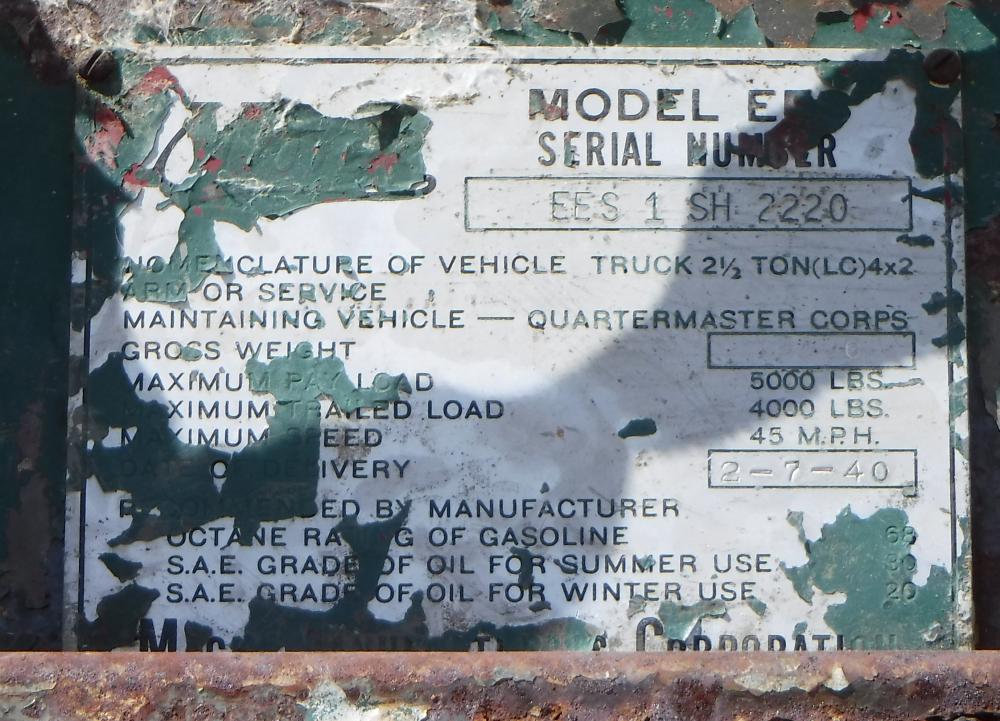 MODEL
SERIAL NUMBER
EES 1 SH 2220
NOMENCLATURE OF VEHICLE TRUCK 2½ TON(LC)4x2
ARM OR SERVICE
MAINTAINING VEHICLE — QUARTERMASTER CORPS
GROSS WEIGHT
MAXIMUM PAY LOAD 5000 LBS.
MAXIMUM TRAILED LOAD 4000 LBS.
MAXIMUM SPEED 45 M.P.H.
DATE OF DELIVERY 2-7-40
RECOMMENDED BY MANUFACTURER
OCTANE RATING OF GASOLINE 68
S.A.E. GRADE OF OIL FOR SUMMER USE 30
S.A.E. GRADE OF OIL FOR WINTER USE 20
CORPORATION